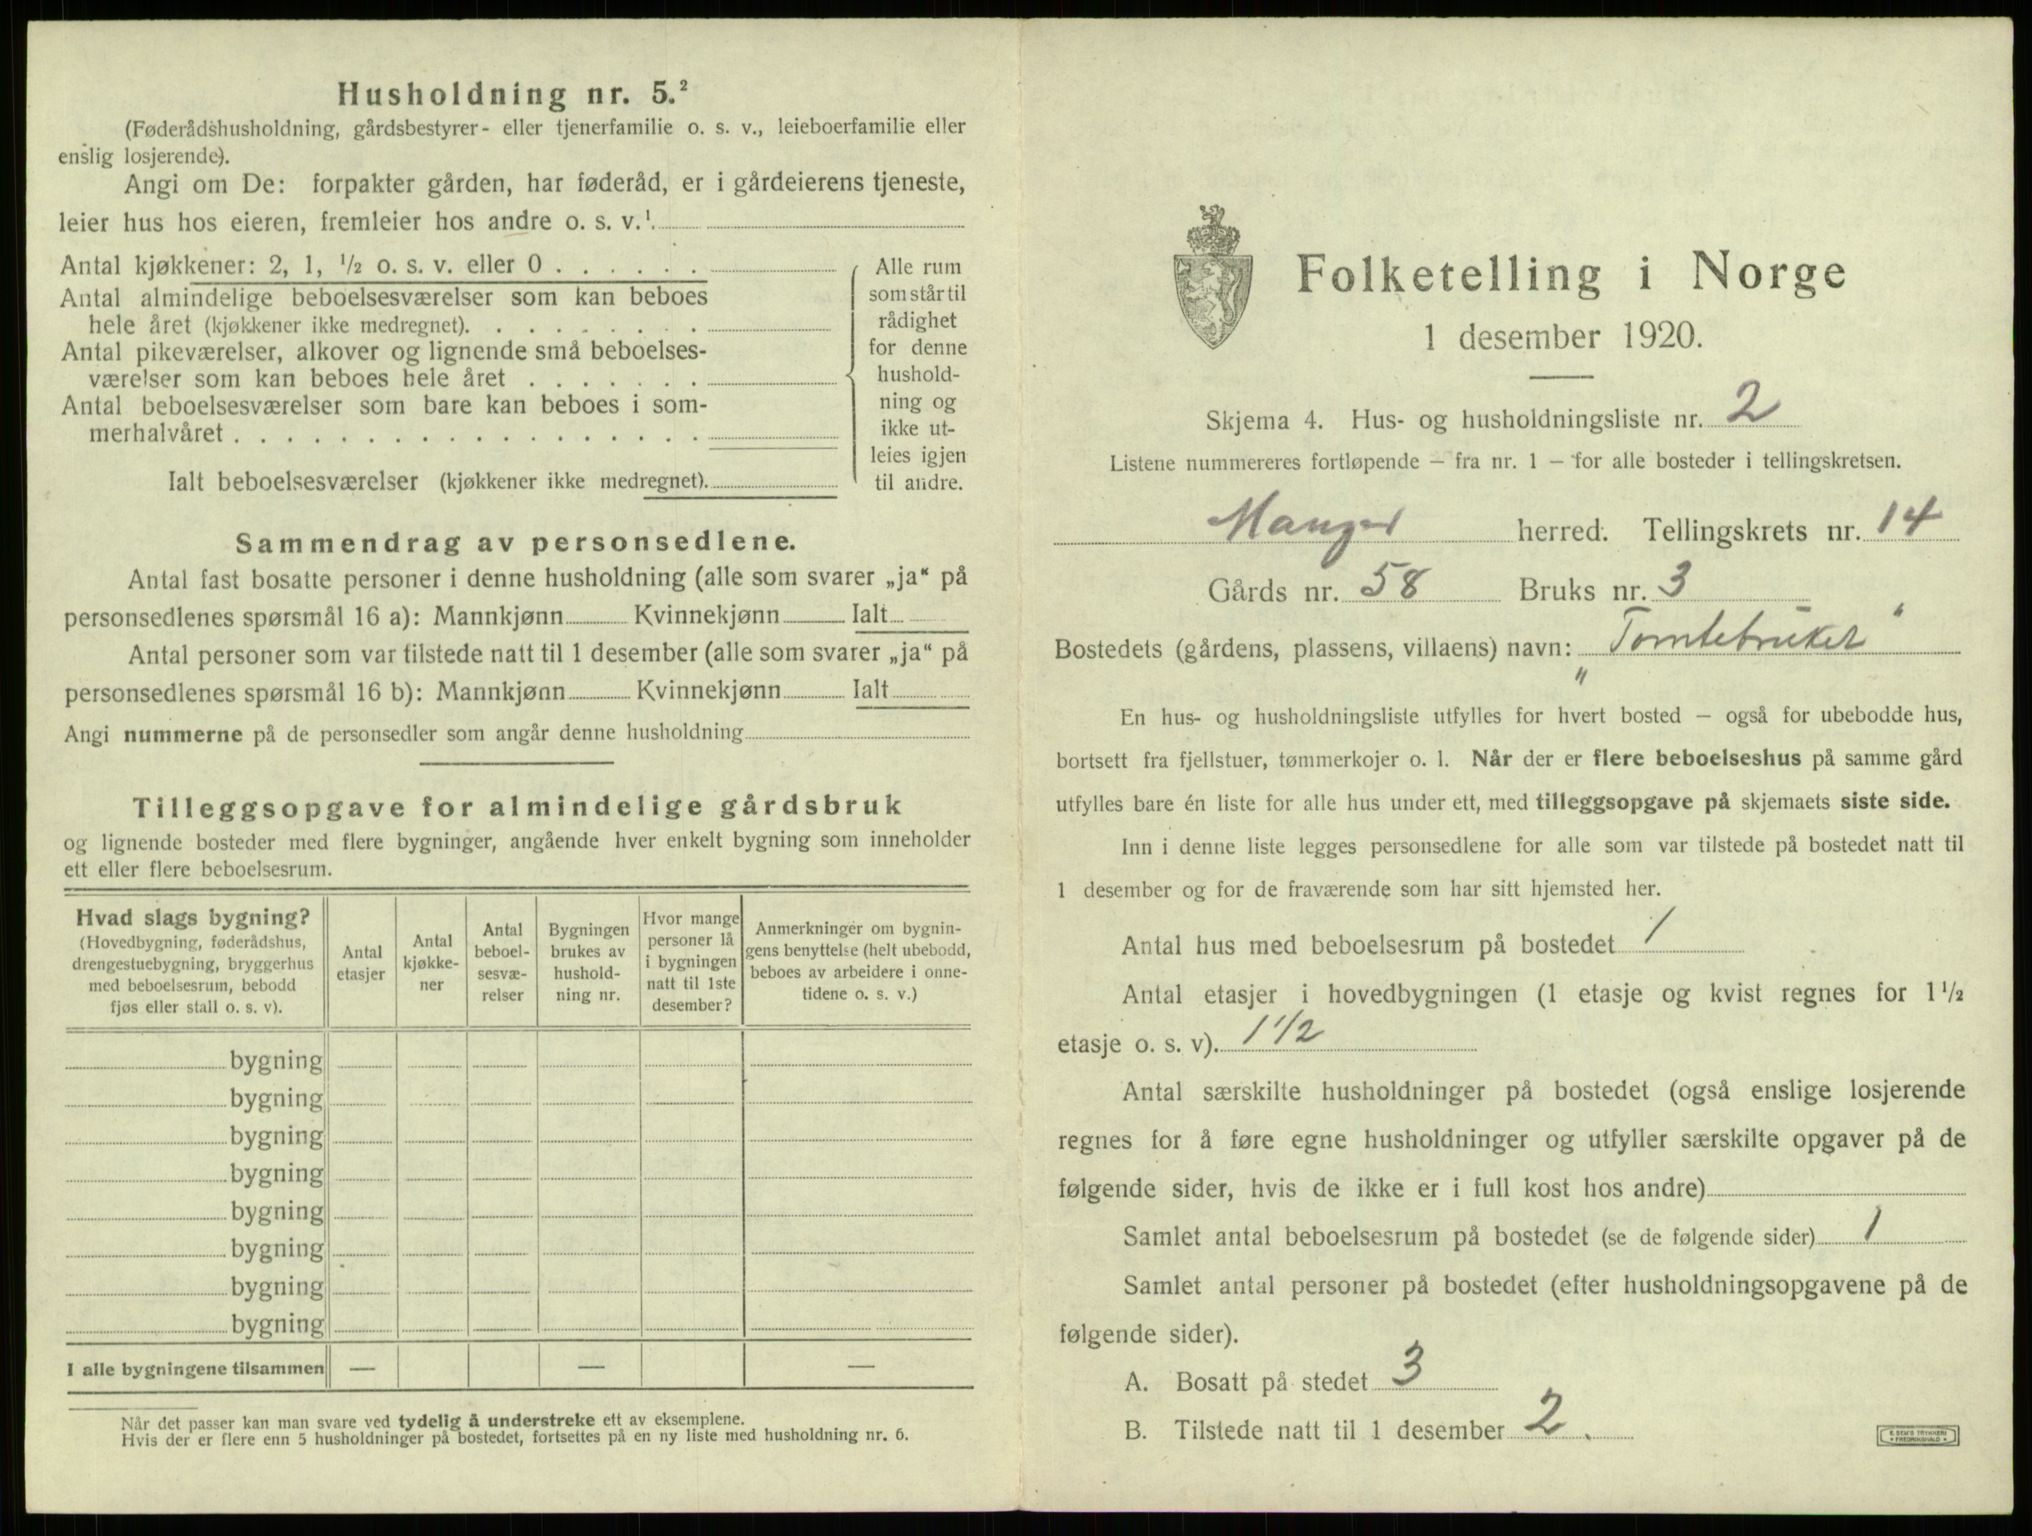 Husholdning nr. 5.²
(Føderådshusholdning, gårdsbestyrer- eller tjenerfamilie o. s. v., leieboerfamilie eller
enslig losjerende).
Angi om De: forpakter gården, har føderåd, er i gårdeierens tjeneste,
leier hus hos eieren, fremleier hos andre o. s. v.¹
Antal kjøkkener: 2, 1, ½ o. s. v. eller 0 . . . . . .
Antal almindelige beboelsesværelser som kan beboes
hele året (kjøkkener ikke medregnet). . . . . . . . .
Antal pikeværelser, alkover og lignende små beboelses-
værelser som kan beboes hele året . . . . . . .
Antal beboelsesværelser som bare kan beboes i som-
merhalvåret . . . . . . . . . . . . . . . . . .
Ialt beboelsesværelser (kjøkkener ikke medregnet).
Alle rum
som står til
rådighet
for denne
hushold-
ning og
ikke ut-
leies igjen
til andre.
Sammendrag av personsedlene.
Antal fast bosatte personer i denne husholdning (alle som svarer „ja“ på
personsedlenes spørsmål 16 a): Mannkjønn Kvinnekjønn Ialt
Antal personer som var tilstede natt til 1 desember (alle som svarer „ja“ på
personsedlenes spørsmål 16 b): Mannkjønn Kvinnekjønn Ialt
Angi nummerne på de personsedler som angår denne husholdning
Tilleggsopgave for almindelige gårdsbruk
og lignende bosteder med flere bygninger, angående hver enkelt bygning som inneholder
ett eller flere beboelsesrum.
Hvad slags bygning?
(Hovedbygning, føderådshus,
drengestuebygning, bryggerhus
med beboelsesrum, bebodd
fjøs eller stall o. s. v).
Antal
etasjer
Antal
kjøkke-
ner
Antal
beboel-
sesvæ-
relser
Bygningen
brukes av
hushold-
ning nr.
Hvor mange
personer lå
i bygningen
natt til 1ste
desember?
Anmerkninger om bygnin-
gens benyttelse (helt ubebodd,
beboes av arbeidere i onne-
tidene o. s. v.)
bygning
bygning
bygning
bygning
bygning
bygning
bygning
bygning
I alle bygningene tilsammen — — —
Når det passer kan man svare ved tydelig å understreke ett av eksemplene.
Hvis der er flere enn 5 husholdninger på bostedet, fortsettes på en ny liste med husholdning nr. 6.
Folketelling i Norge
1 desember 1920.
Skjema 4. Hus- og husholdningsliste nr. 2
Listene nummereres fortløpende – fra nr. 1 – for alle bosteder i tellingskretsen.
Manger herred. Tellingskrets nr. 14
Gårds nr. 58 Bruks nr. 3
Bostedets (gårdens, plassens, villaens) navn: „Tomtebruket“
En hus- og husholdningsliste utfylles for hvert bosted – også for ubebodde hus,
bortsett fra fjellstuer, tømmerkojer o. l. Når der er flere beboelseshus på samme gård
utfylles bare én liste for alle hus under ett, med tilleggsopgave på skjemaets siste side.
Inn i denne liste legges personsedlene for alle som var tilstede på bostedet natt til
1 desember og for de fraværende som har sitt hjemsted her.
Antal hus med beboelsesrum på bostedet 1
Antal etasjer i hovedbygningen (1 etasje og kvist regnes for 1½
etasje o. s. v). 1½
Antal særskilte husholdninger på bostedet (også enslige losjerende
regnes for å føre egne husholdninger og utfyller særskilte opgaver på de
følgende sider, hvis de ikke er i full kost hos andre)
Samlet antal beboelsesrum på bostedet (se de følgende sider) 1
Samlet antal personer på bostedet (efter husholdningsopgavene på de
følgende sider).
A. Bosatt på stedet 3
B. Tilstede natt til 1 desember 2.
E. SEM'S TRYKKERI
FREDRIKSHALD